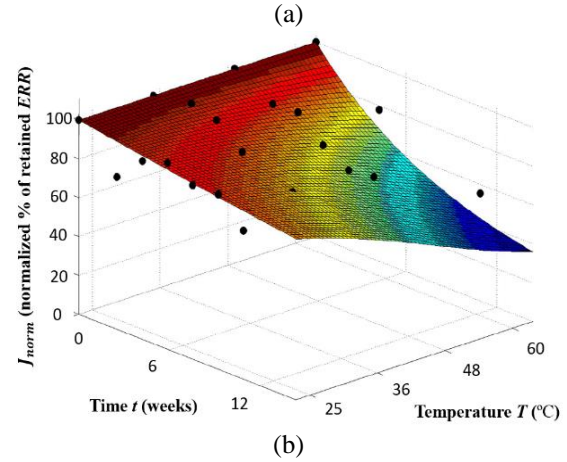 (a)
100
80
60
40
20
0
J_norm (normalized % of retained ERR)
0
6
12
Time t (weeks)
25
36
48
60
Temperature T (ºC)
(b)